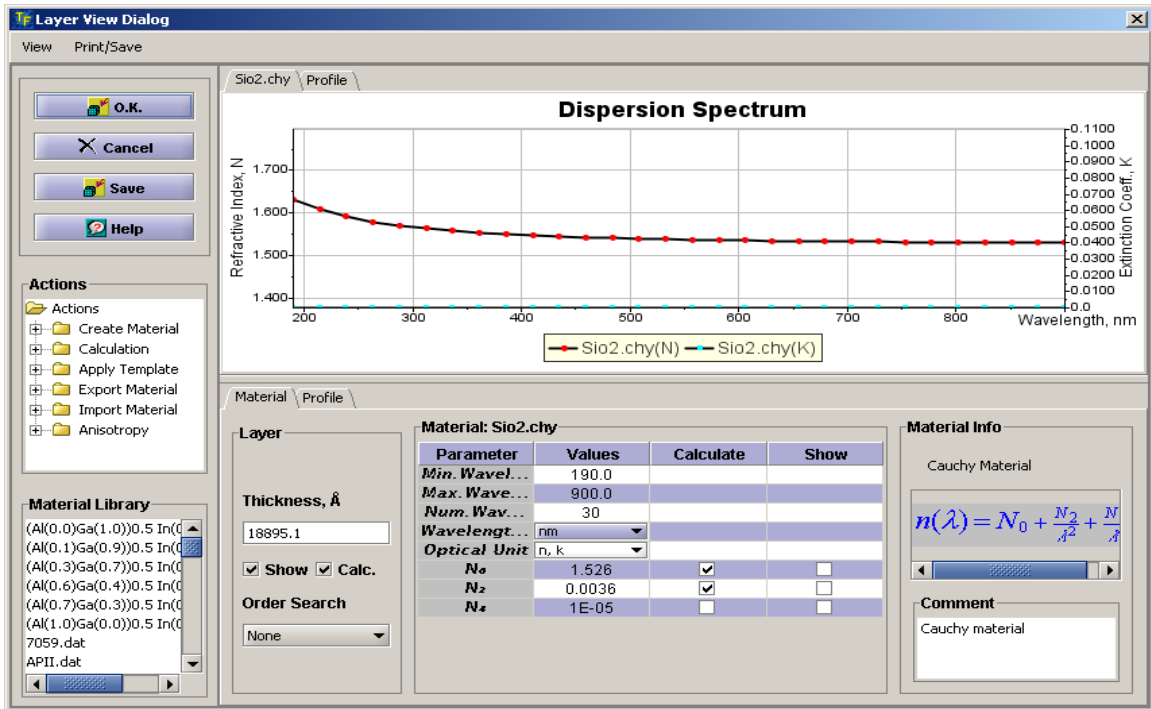 TF Layer View Dialog
View Print/Save
O.K.
Cancel
Save
Help
Actions
Actions
Create Material
Calculation
Apply Template
Export Material
Import Material
Anisotropy
Material Library
(Al(0.0)Ga(1.0))0.5 In(0
(Al(0.1)Ga(0.9))0.5 In(0
(Al(0.3)Ga(0.7))0.5 In(0
(Al(0.6)Ga(0.4))0.5 In(0
(Al(0.7)Ga(0.3))0.5 In(0
(Al(1.0)Ga(0.0))0.5 In(0
7059.dat
APII.dat
Sio2.chy Profile
Dispersion Spectrum
Refractive Index, N
1.700
1.600
1.500
1.400
0.1100
0.1000
0.0900
0.0800
0.0700
0.0600
0.0500
0.0400
0.0300
0.0200
0.0100
0.0
Extinction Coeff., K
200 300 400 500 600 700 800
Wavelength, nm
Sio2.chy(N) Sio2.chy(K)
Material Profile
Layer
Thickness, Å
18895.1
Show Calc.
Order Search
None
Material: Sio2.chy
Parameter Values Calculate Show
Min. Wavel... 190.0
Max. Wave... 900.0
Num. Wav... 30
Wavelengt... nm
Optical Unit n, k
N₀ 1.526
N₂ 0.0036
N₄ 1E-05
Material Info
Cauchy Material
n(λ) = N₀ + N₂/λ² + N
Comment
Cauchy material